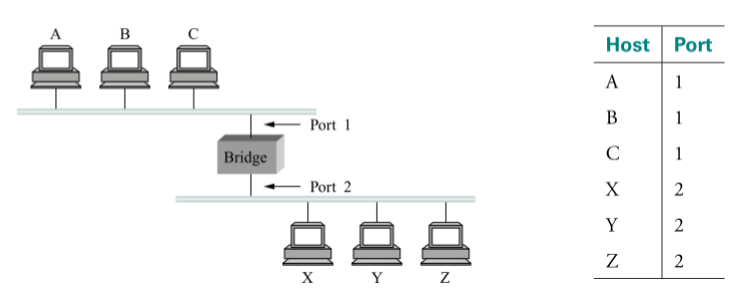 A B C
Port 1
Bridge
Port 2
X Y Z
Host Port
A 1
B 1
C 1
X 2
Y 2
Z 2